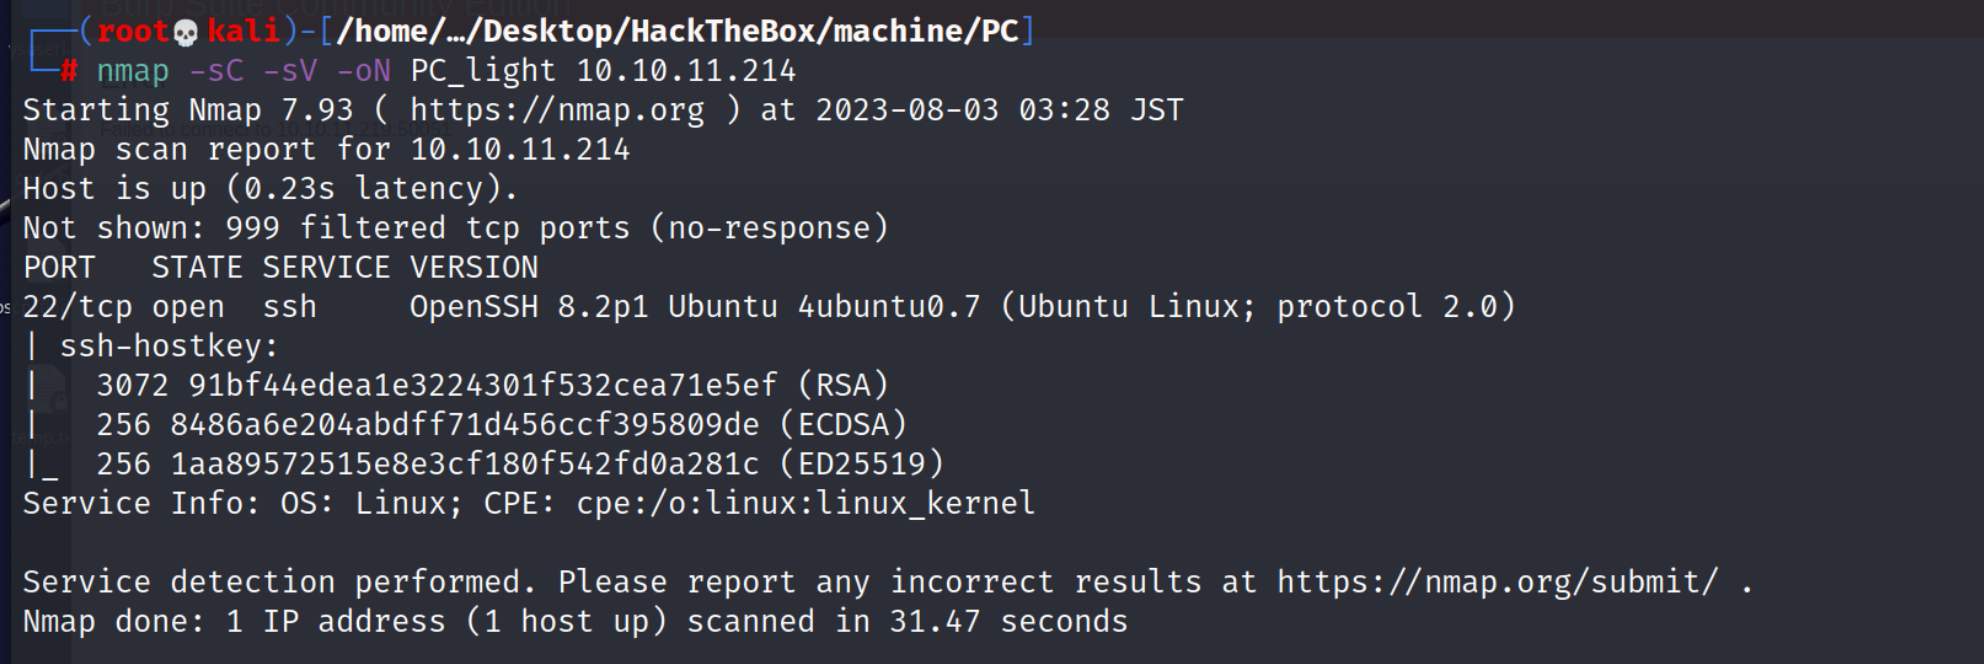 Burp Suite Community Edition
┌──(root💀kali)-[/home/…/Desktop/HackTheBox/machine/PC]
└─# nmap -sC -sV -oN PC_light 10.10.11.214
Starting Nmap 7.93 ( https://nmap.org ) at 2023-08-03 03:28 JST
Nmap scan report for 10.10.11.214
Host is up (0.23s latency).
Not shown: 999 filtered tcp ports (no-response)
PORT   STATE SERVICE VERSION
22/tcp open  ssh     OpenSSH 8.2p1 Ubuntu 4ubuntu0.7 (Ubuntu Linux; protocol 2.0)
| ssh-hostkey:
|   3072 91bf44edea1e3224301f532cea71e5ef (RSA)
|   256 8486a6e204abdff71d456ccf395809de (ECDSA)
|_  256 1aa89572515e8e3cf180f542fd0a281c (ED25519)
Service Info: OS: Linux; CPE: cpe:/o:linux:linux_kernel
Service detection performed. Please report any incorrect results at https://nmap.org/submit/ .
Nmap done: 1 IP address (1 host up) scanned in 31.47 seconds